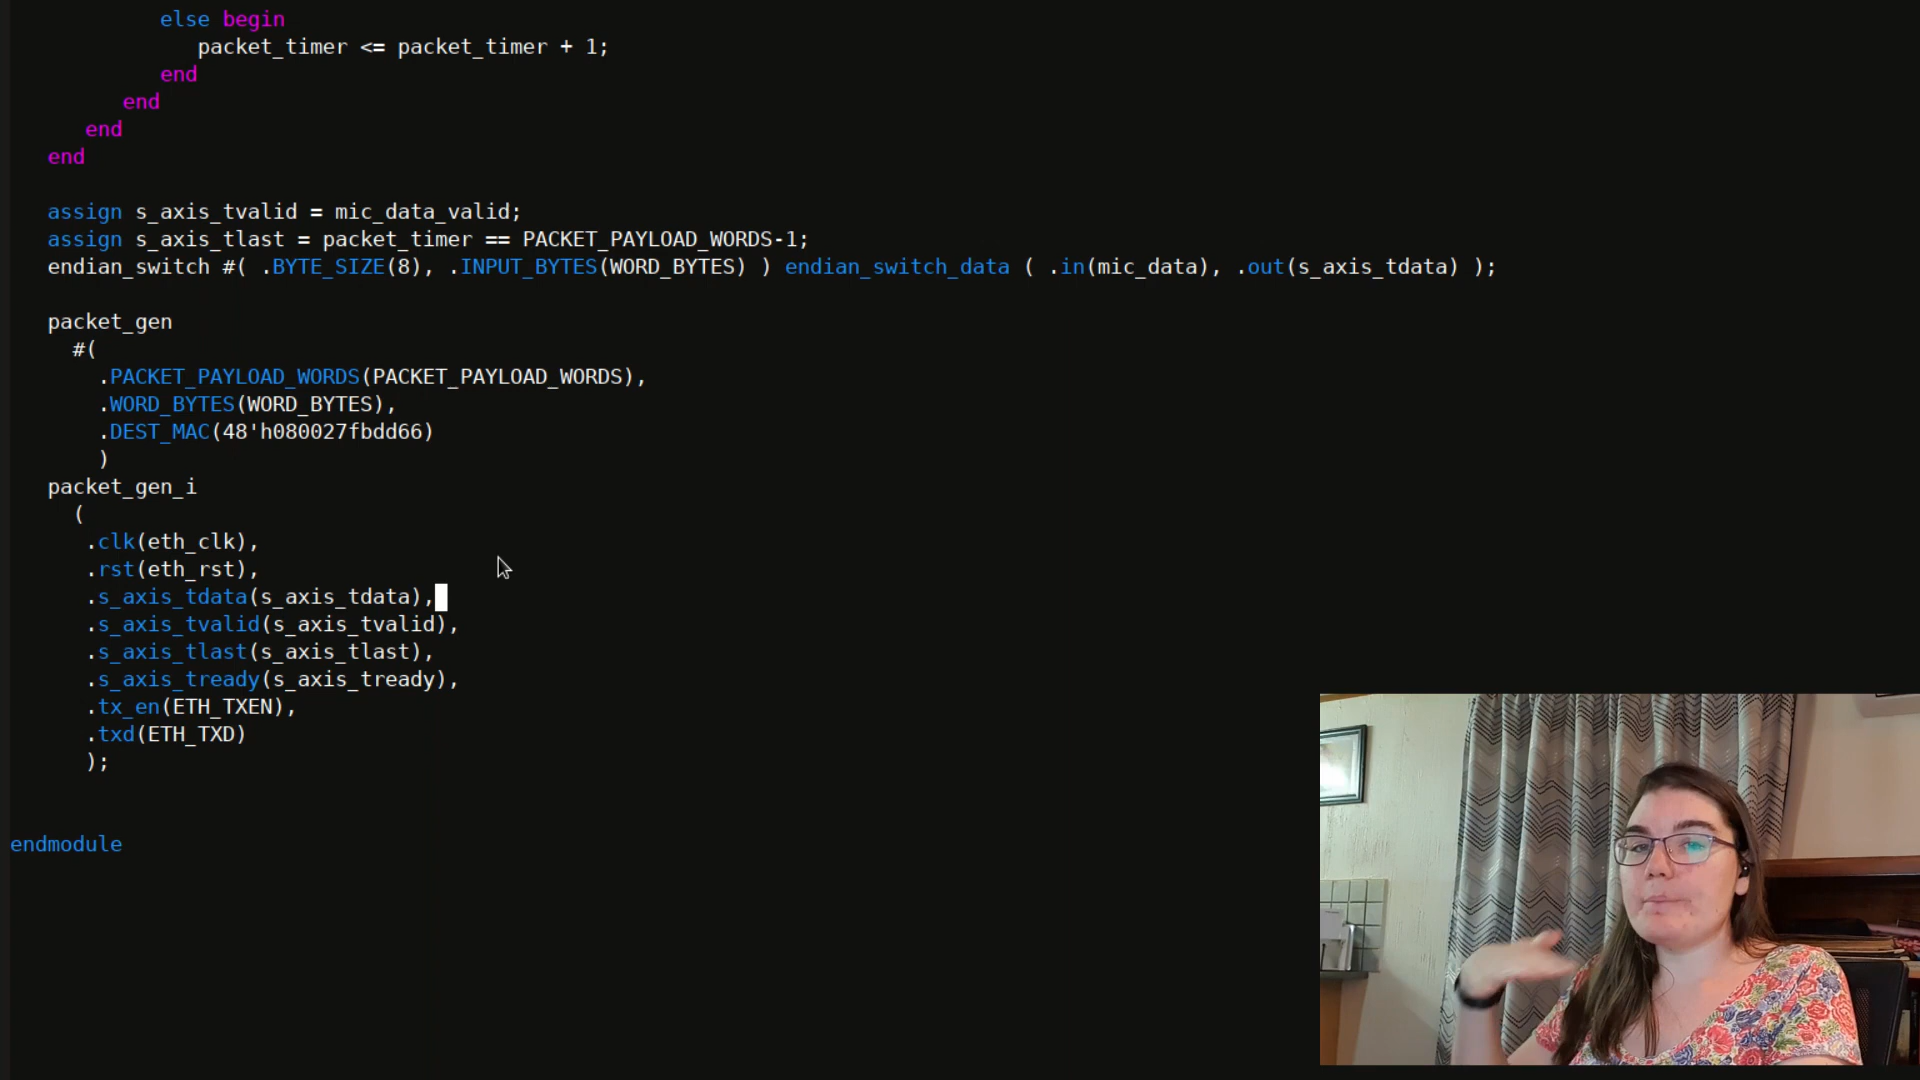 else begin
packet_timer <= packet_timer + 1;
end
end
end
end
assign s_axis_tvalid = mic_data_valid;
assign s_axis_tlast = packet_timer == PACKET_PAYLOAD_WORDS-1;
endian_switch #( .BYTE_SIZE(8), .INPUT_BYTES(WORD_BYTES) ) endian_switch_data ( .in(mic_data), .out(s_axis_tdata) );
packet_gen
#(
.PACKET_PAYLOAD_WORDS(PACKET_PAYLOAD_WORDS),
.WORD_BYTES(WORD_BYTES),
.DEST_MAC(48'h080027fbdd66)
)
packet_gen_i
(
.clk(eth_clk),
.rst(eth_rst),
.s_axis_tdata(s_axis_tdata),
.s_axis_tvalid(s_axis_tvalid),
.s_axis_tlast(s_axis_tlast),
.s_axis_tready(s_axis_tready),
.tx_en(ETH_TXEN),
.txd(ETH_TXD)
);
endmodule